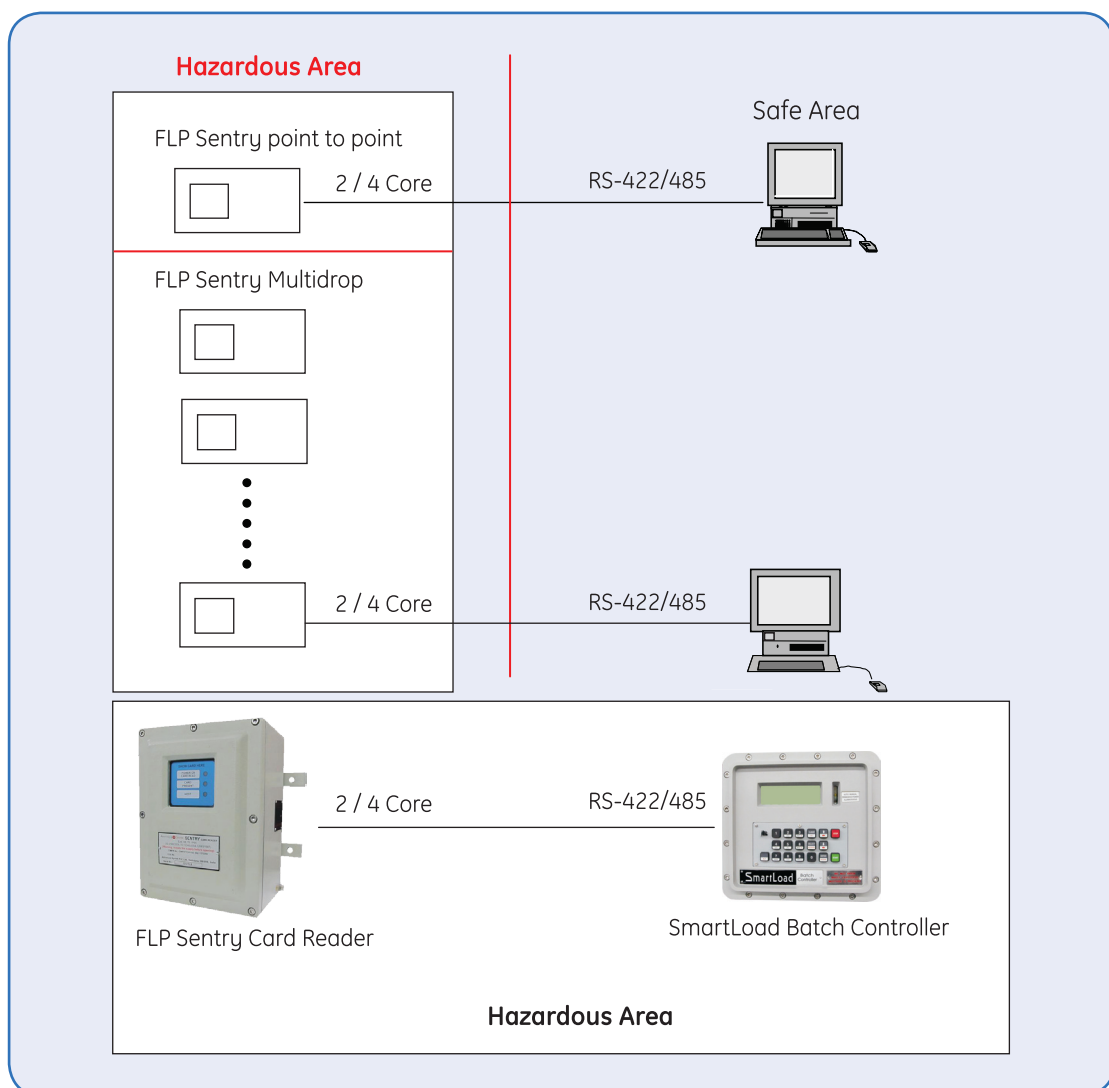 Hazardous Area
Safe Area
FLP Sentry point to point
2 / 4 Core
RS-422/485
FLP Sentry Multidrop
2 / 4 Core
RS-422/485
2 / 4 Core
RS-422/485
SmartLoad
Batch
Controller
FLP Sentry Card Reader
SmartLoad Batch Controller
Hazardous Area